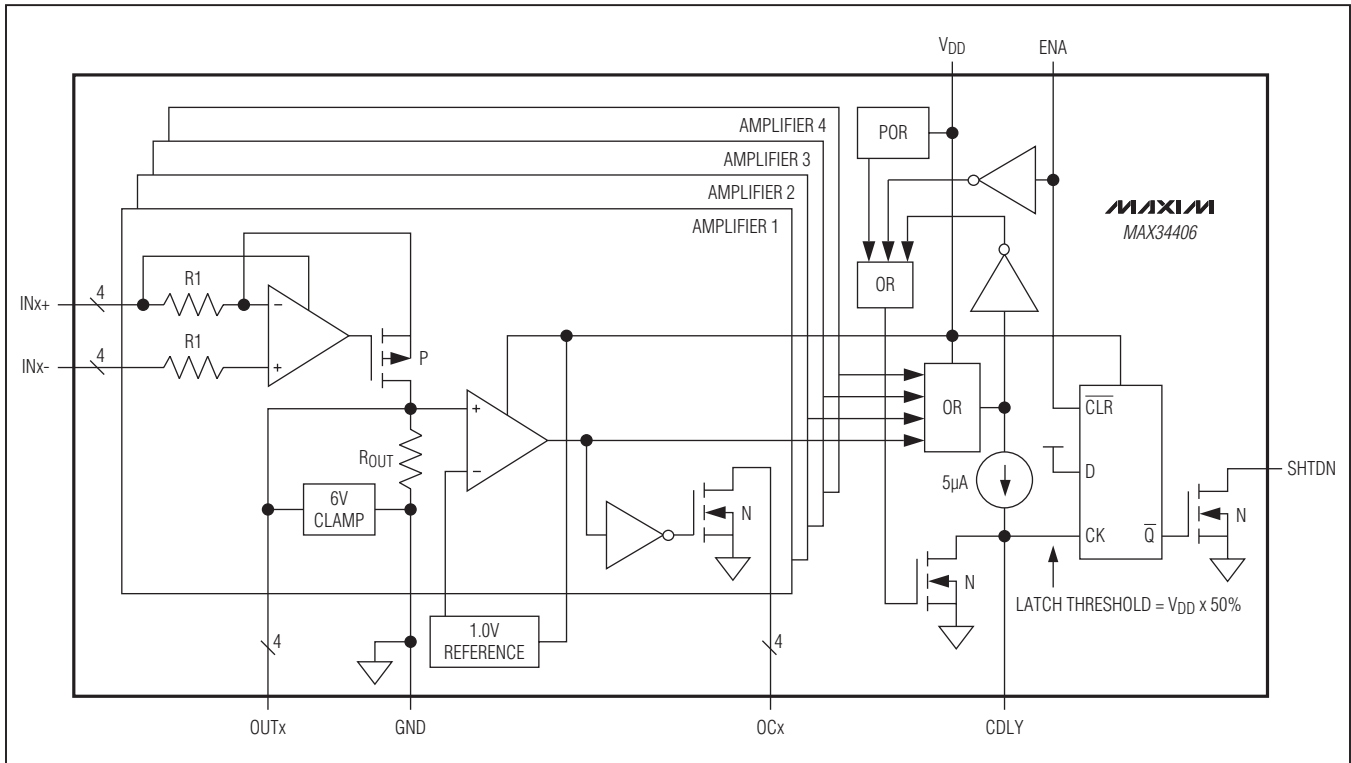 VDD
ENA
AMPLIFIER 4
AMPLIFIER 3
AMPLIFIER 2
AMPLIFIER 1
POR
MAXIM
MAX34406
OR
INx+
4
R1
−
INx-
4
R1
+
P
+
−
ROUT
6V
CLAMP
N
OR
5µA
CLR
D
CK
Q
N
SHTDN
N
LATCH THRESHOLD = VDD x 50%
1.0V
REFERENCE
4
4
OUTx
GND
OCx
CDLY